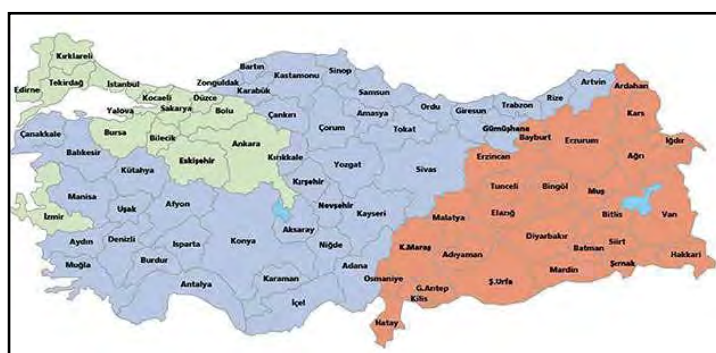 Kırklareli
Edirne
Tekirdağ
İstanbul
Kocaeli
Yalova
Sakarya
Düzce
Bolu
Zonguldak
Bartın
Karabük
Kastamonu
Sinop
Samsun
Çankırı
Çorum
Amasya
Tokat
Ordu
Giresun
Trabzon
Rize
Artvin
Gümüşhane
Bayburt
Ardahan
Kars
Iğdır
Erzurum
Ağrı
Erzincan
Çanakkale
Balıkesir
Bursa
Bilecik
Eskişehir
Ankara
Kırıkkale
Yozgat
Sivas
Kütahya
Kırşehir
Manisa
İzmir
Uşak
Afyon
Nevşehir
Kayseri
Aksaray
Niğde
Konya
Aydın
Denizli
Isparta
Burdur
Muğla
Antalya
Karaman
İçel
Adana
Osmaniye
Tunceli
Bingöl
Muş
Bitlis
Van
Malatya
Elazığ
Diyarbakır
Batman
Siirt
Hakkari
Şırnak
Mardin
K.Maraş
Adıyaman
Ş.Urfa
G.Antep
Kilis
Hatay